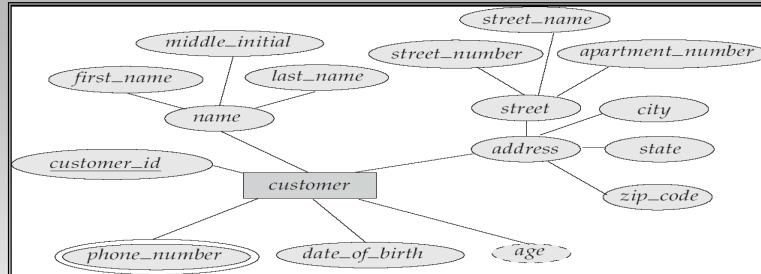 street_name
middle_initial
street_number
apartment_number
first_name
last_name
name
street
city
address
state
customer_id
customer
zip_code
phone_number
date_of_birth
age